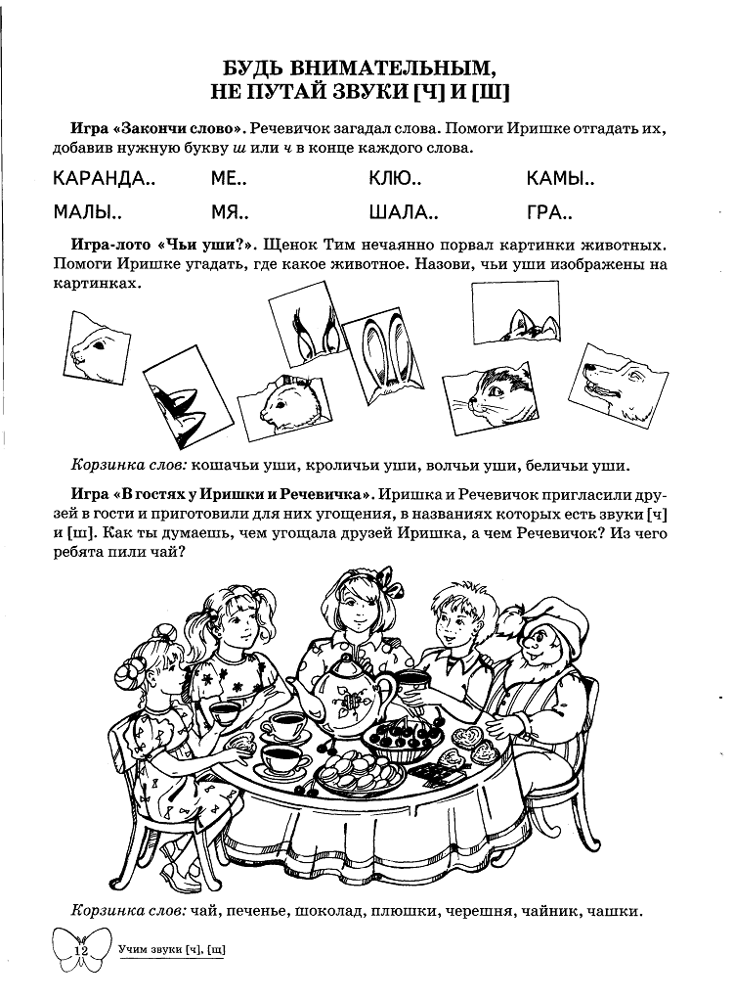 БУДЬ ВНИМАТЕЛЬНЫМ,
НЕ ПУТАЙ ЗВУКИ [Ч] И [Ш]
Игра «Закончи слово». Речевичок загадал слова. Помоги Иришке отгадать их,
добавив нужную букву ш или ч в конце каждого слова.
КАРАНДА.. МЕ.. КЛЮ.. КАМЫ..
МАЛЫ.. МЯ.. ШАЛА.. ГРА..
Игра-лото «Чьи уши?». Щенок Тим нечаянно порвал картинки животных.
Помоги Иришке угадать, где какое животное. Назови, чьи уши изображены на
картинках.
Корзинка слов: кошачьи уши, кроличьи уши, волчьи уши, беличьи уши.
Игра «В гостях у Иришки и Речевичка». Иришка и Речевичок пригласили дру-
зей в гости и приготовили для них угощения, в названиях которых есть звуки [ч]
и [ш]. Как ты думаешь, чем угощала друзей Иришка, а чем Речевичок? Из чего
ребята пили чай?
Корзинка слов: чай, печенье, шоколад, плюшки, черешня, чайник, чашки.
12 Учим звуки [ч], [щ]